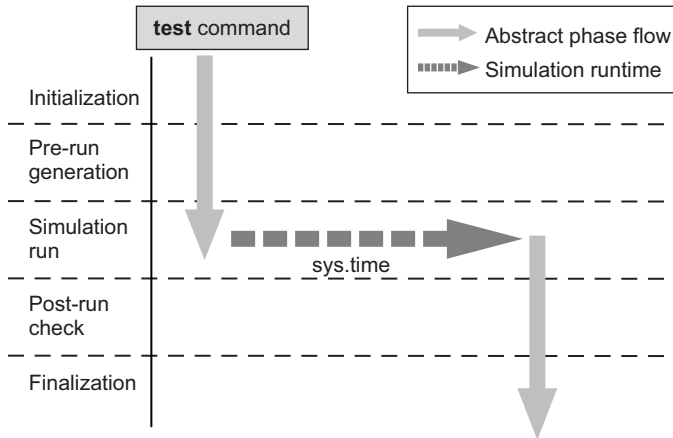 test command
Abstract phase flow
Simulation runtime
Initialization
Pre-run
generation
Simulation
run
sys.time
Post-run
check
Finalization